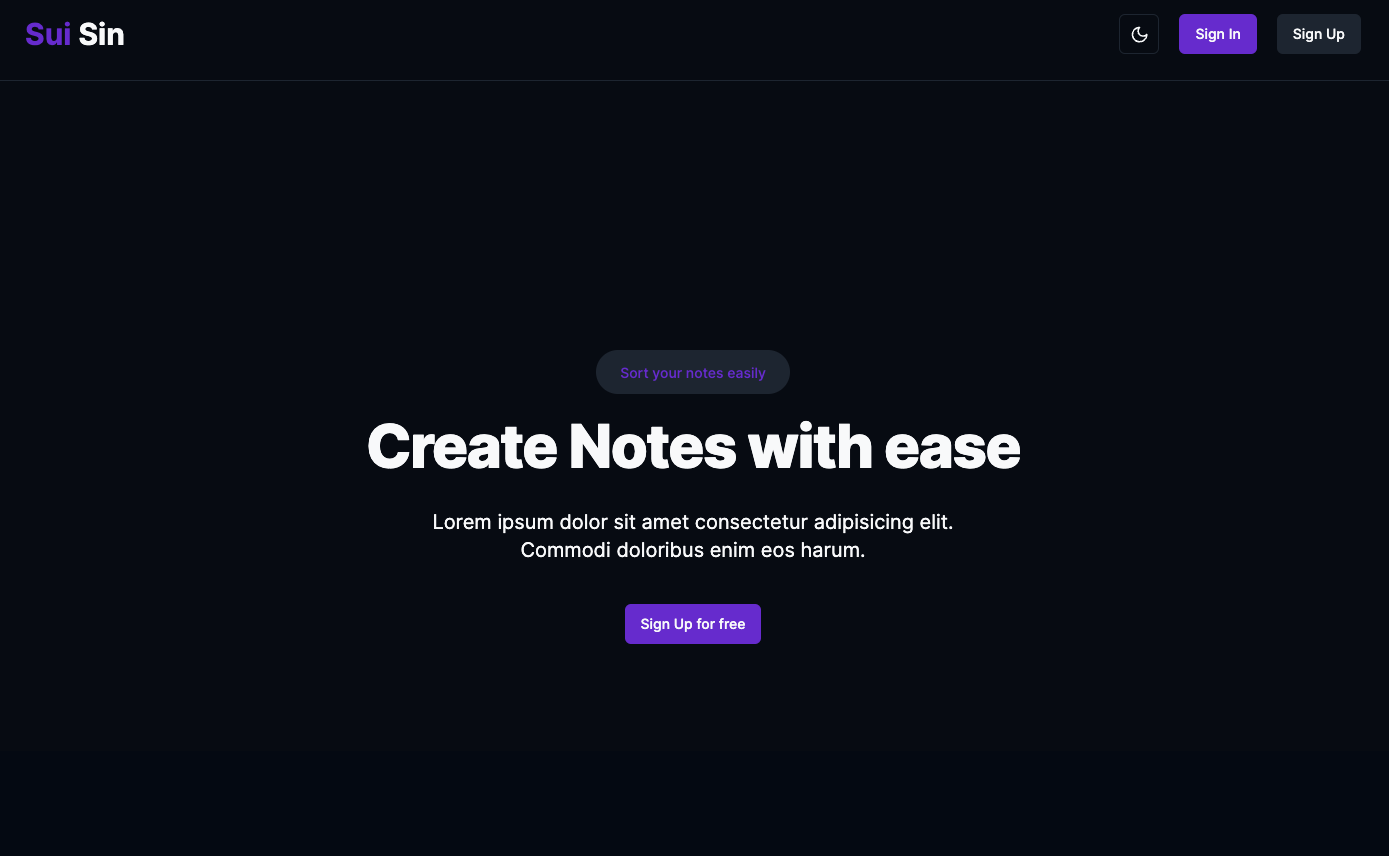 Sui Sin
Sign In
Sign Up
Sort your notes easily
Create Notes with ease
Lorem ipsum dolor sit amet consectetur adipisicing elit.
Commodi doloribus enim eos harum.
Sign Up for free